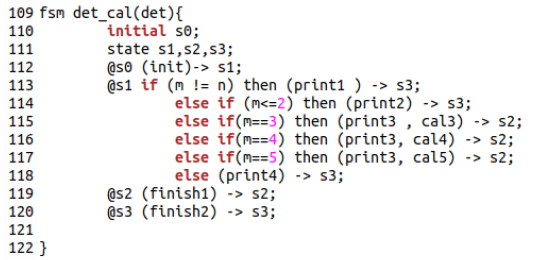 109 fsm det_cal(det){
110 initial s0;
111 state s1,s2,s3;
112 @s0 (init)-> s1;
113 @s1 if (m != n) then (print1 ) -> s3;
114 else if (m<=2) then (print2) -> s3;
115 else if(m==3) then (print3 , cal3) -> s2;
116 else if(m==4) then (print3, cal4) -> s2;
117 else if(m==5) then (print3, cal5) -> s2;
118 else (print4) -> s3;
119 @s2 (finish1) -> s2;
120 @s3 (finish2) -> s3;
121
122 }